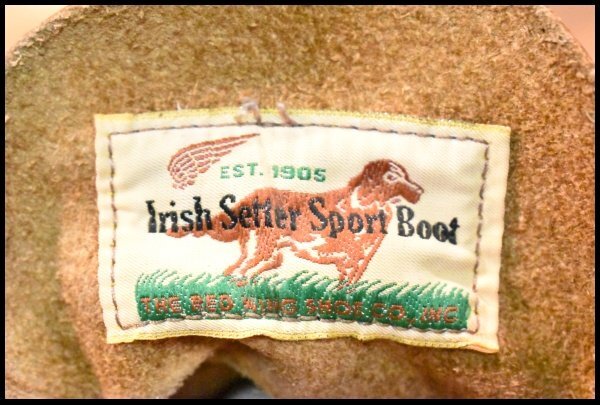 EST. 1905
Irish Setter Sport Boot
THE RED WING SHOE CO. INC